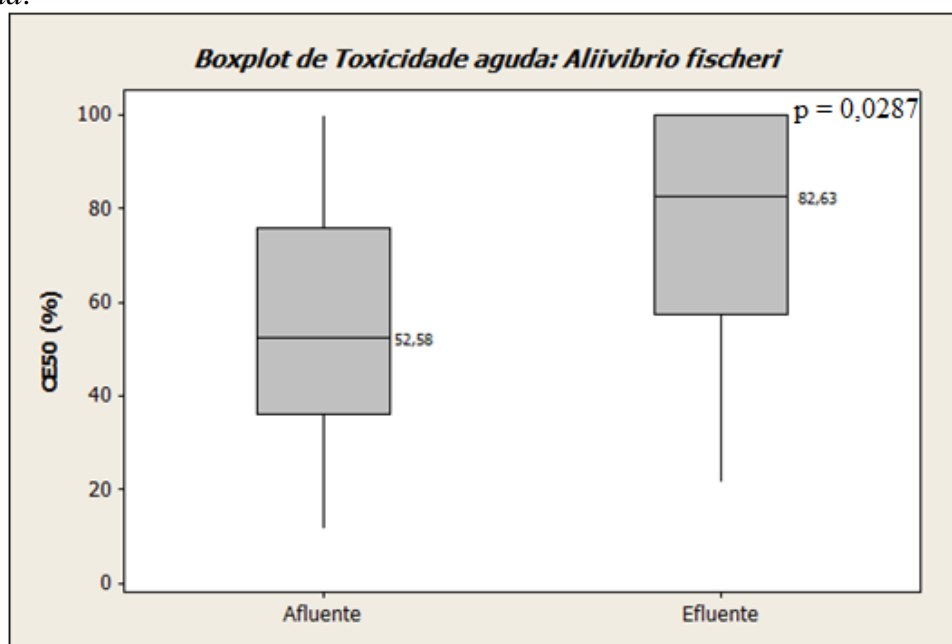 Boxplot de Toxicidade aguda: Aliivibrio fischeri
p = 0,0287
100
80
60
40
20
0
CE50 (%)
82,63
52,58
Afluente
Efluente